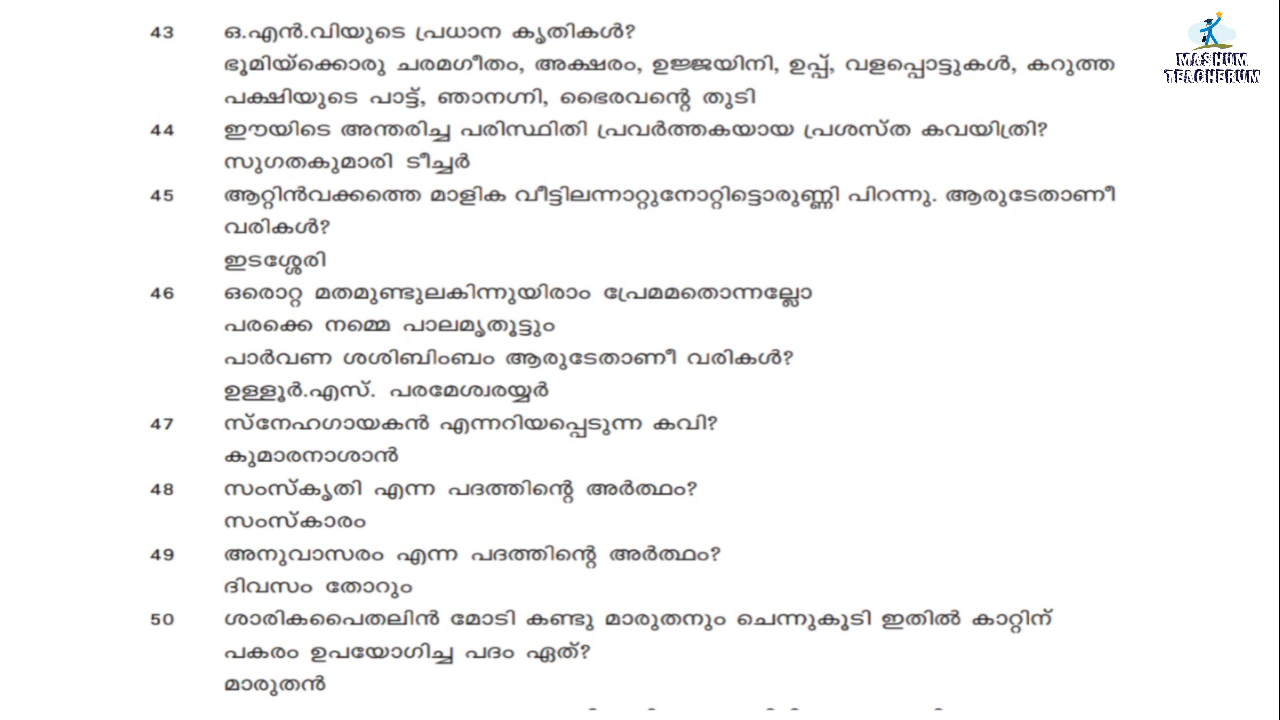 43 ഒ.എൻ.വിയുടെ പ്രധാന കൃതികൾ?
ഭൂമിയ്ക്കൊരു ചരമഗീതം, അക്ഷരം, ഉജ്ജയിനി, ഉപ്പ്, വളപ്പൊട്ടുകൾ, കറുത്ത
പക്ഷിയുടെ പാട്ട്, ഞാനഗ്നി, ഭൈരവന്റെ തുടി
44 ഈയിടെ അന്തരിച്ച പരിസ്ഥിതി പ്രവർത്തകയായ പ്രശസ്ത കവയിത്രി?
സുഗതകുമാരി ടീച്ചർ
45 ആറ്റിൻവക്കത്തെ മാളിക വീട്ടിലന്നാറ്റുനോറ്റിട്ടൊരുണ്ണി പിറന്നു. ആരുടേതാണീ
വരികൾ?
ഇടശ്ശേരി
46 ഒരൊറ്റ മതമുണ്ടുലകിന്നുയിരാം പ്രേമമതൊന്നല്ലോ
പരക്കെ നമ്മെ പാലമൃതൂട്ടും
പാർവണ ശശിബിംബം ആരുടേതാണീ വരികൾ?
ഉള്ളൂർ.എസ്. പരമേശ്വരയ്യർ
47 സ്നേഹഗായകൻ എന്നറിയപ്പെടുന്ന കവി?
കുമാരനാശാൻ
48 സംസ്കൃതി എന്ന പദത്തിന്റെ അർത്ഥം?
സംസ്കാരം
49 അനുവാസരം എന്ന പദത്തിന്റെ അർത്ഥം?
ദിവസം തോറും
50 ശാരികപൈതലിൻ മോടി കണ്ടു മാരുതനും ചെന്നുകൂടി ഇതിൽ കാറ്റിന്
പകരം ഉപയോഗിച്ച പദം ഏത്?
മാരുതൻ
MASHUM
TEACHERUM